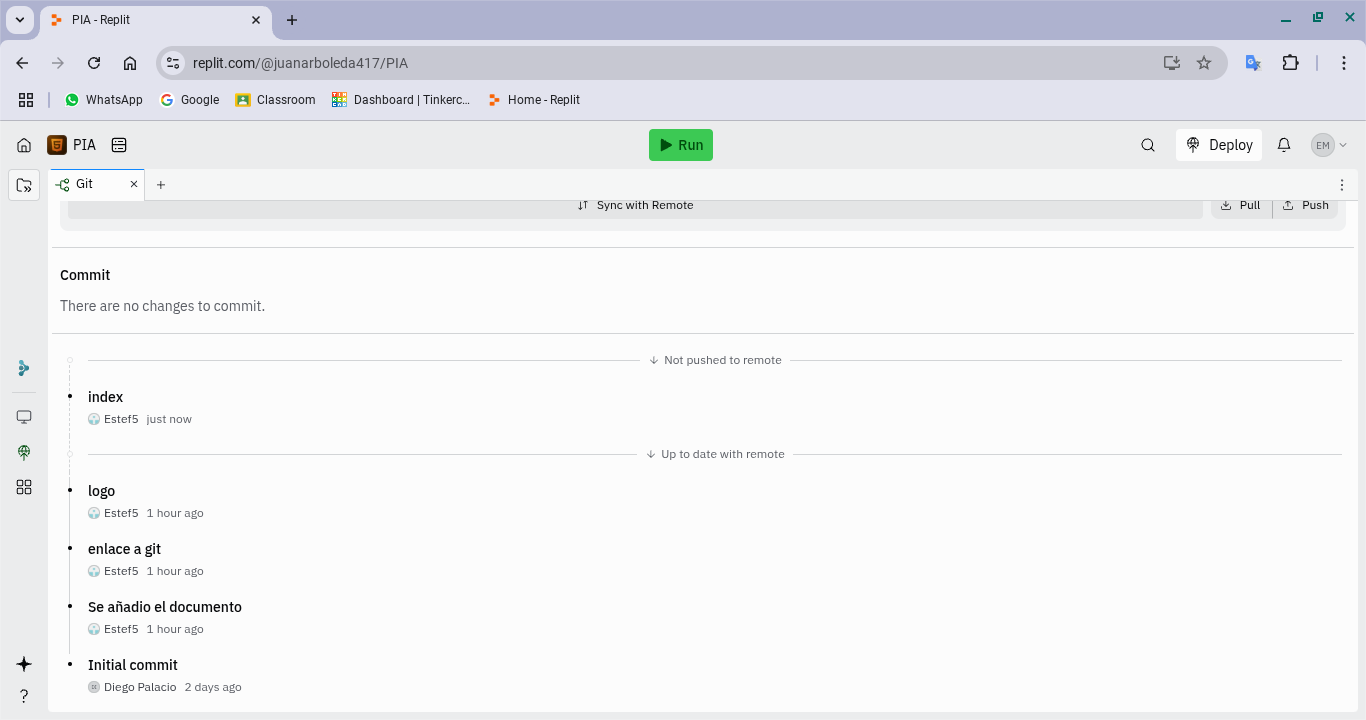 PIA - Replit
replit.com/@juanarboleda417/PIA
WhatsApp Google Classroom Dashboard | Tinkerc... Home - Replit
PIA Run Deploy EM
Git
Sync with Remote Pull Push
Commit
There are no changes to commit.
Not pushed to remote
index
Estef5 just now
Up to date with remote
logo
Estef5 1 hour ago
enlace a git
Estef5 1 hour ago
Se añadio el documento
Estef5 1 hour ago
Initial commit
Diego Palacio 2 days ago
?